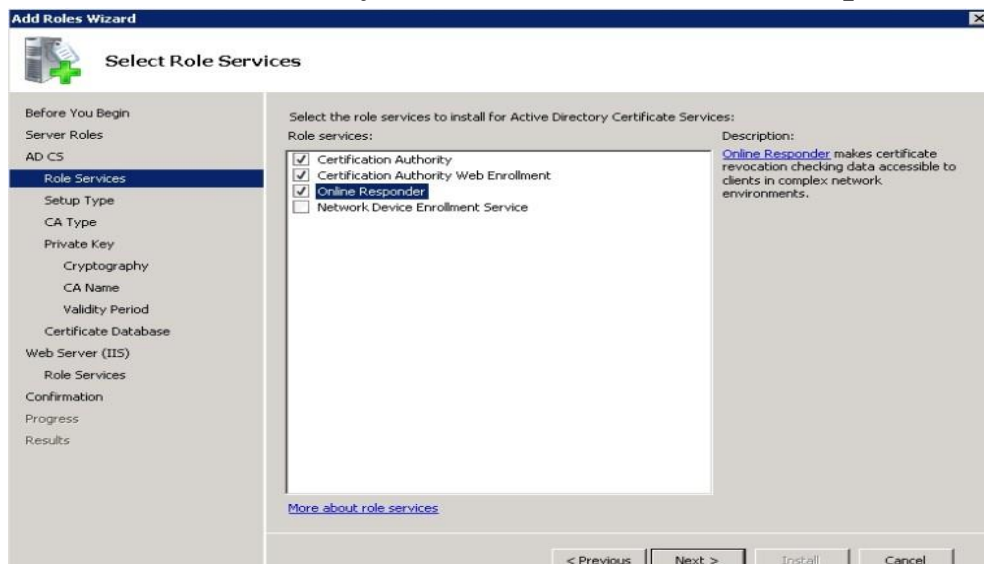 Add Roles Wizard
Select Role Services
Before You Begin
Server Roles
AD CS
Role Services
Setup Type
CA Type
Private Key
Cryptography
CA Name
Validity Period
Certificate Database
Web Server (IIS)
Role Services
Confirmation
Progress
Results
Select the role services to install for Active Directory Certificate Services:
Role services:
Certification Authority
Certification Authority Web Enrollment
Online Responder
Network Device Enrollment Service
More about role services
Description:
Online Responder makes certificate
revocation checking data accessible to
clients in complex network
environments.
< Previous
Next >
Install
Cancel